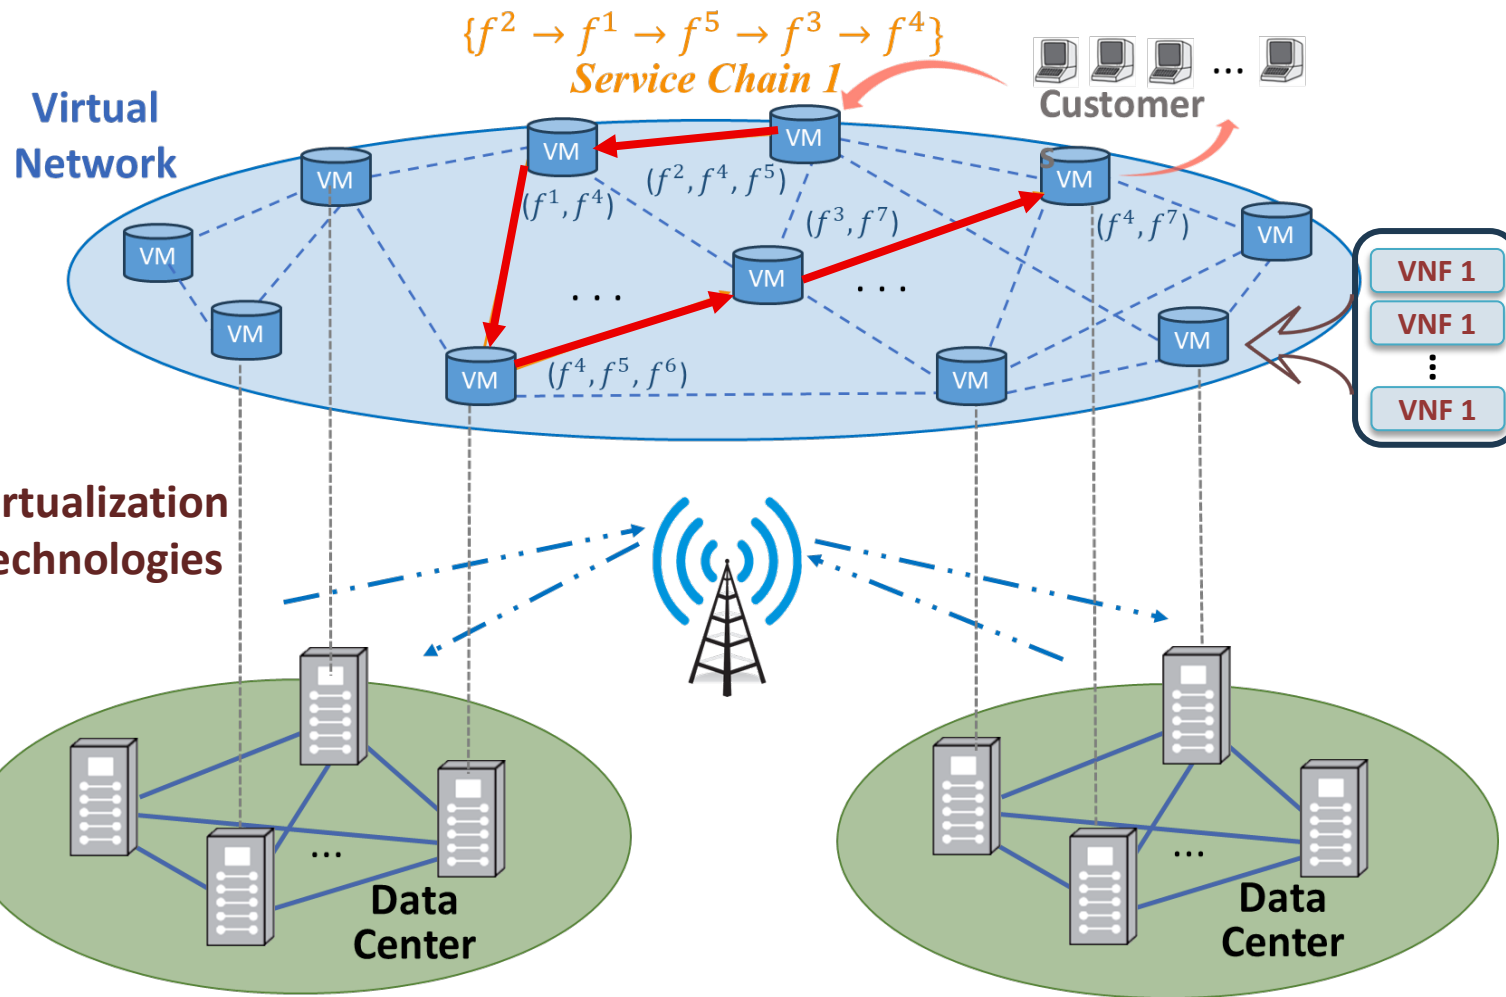 {f² → f¹ → f⁵ → f³ → f⁴}
Service Chain 1
Customer
s
Virtual
Network
VM
VM
VM
VM
VM
VM
VM
VM
VM
VM
VM
(f², f⁴, f⁵)
(f¹, f⁴)
(f³, f⁷)
(f⁴, f⁷)
(f⁴, f⁵, f⁶)
...
...
...
VNF 1
VNF 1
⋮
VNF 1
rtualization
echnologies
...
Data
Center
...
Data
Center